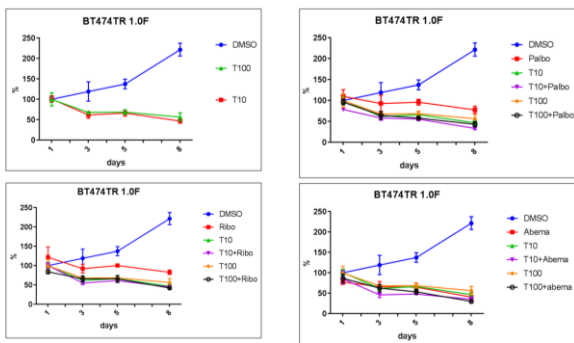 BT474TR 1.0F
250
200
150
100
50
0
%
1
3
5
8
days
DMSO
T100
T10
BT474TR 1.0F
250
200
150
100
50
0
%
1
3
5
8
days
DMSO
Palbo
T10
T10+Palbo
T100
T100+Palbo
BT474TR 1.0F
250
200
150
100
50
0
%
1
3
5
8
days
DMSO
Ribo
T10
T10+Ribo
T100
T100+Ribo
BT474TR 1.0F
250
200
150
100
50
0
%
1
3
5
8
days
DMSO
Abema
T10
T10+Abema
T100
T100+abema